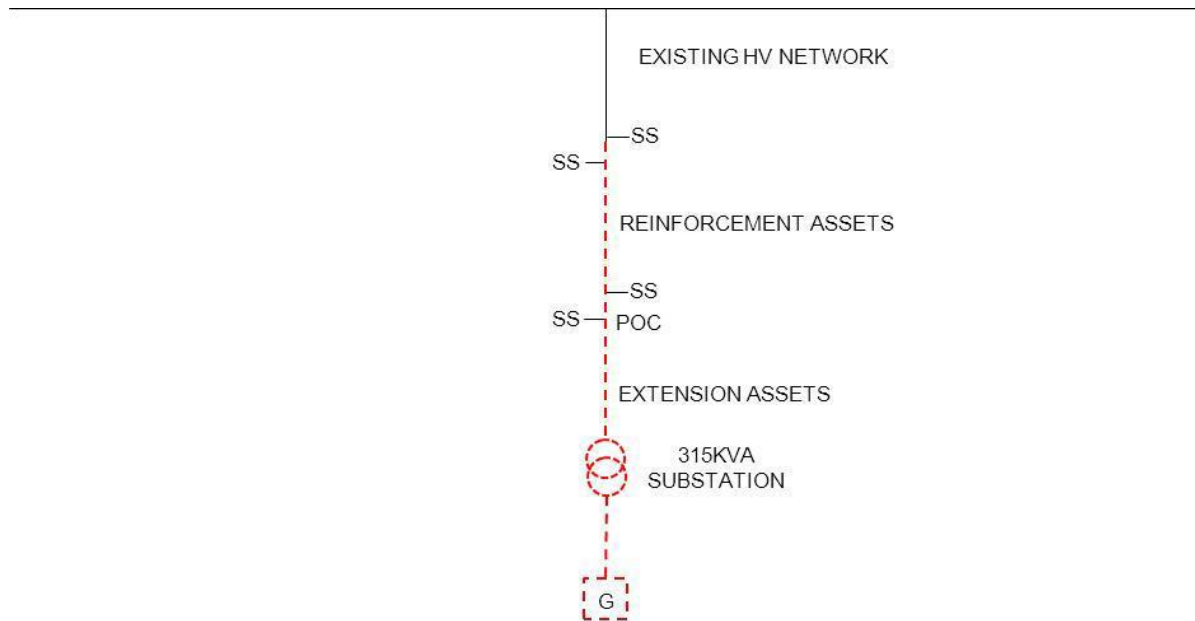 EXISTING HV NETWORK
SS
SS
REINFORCEMENT ASSETS
SS
SS
POC
EXTENSION ASSETS
315KVA
SUBSTATION
G